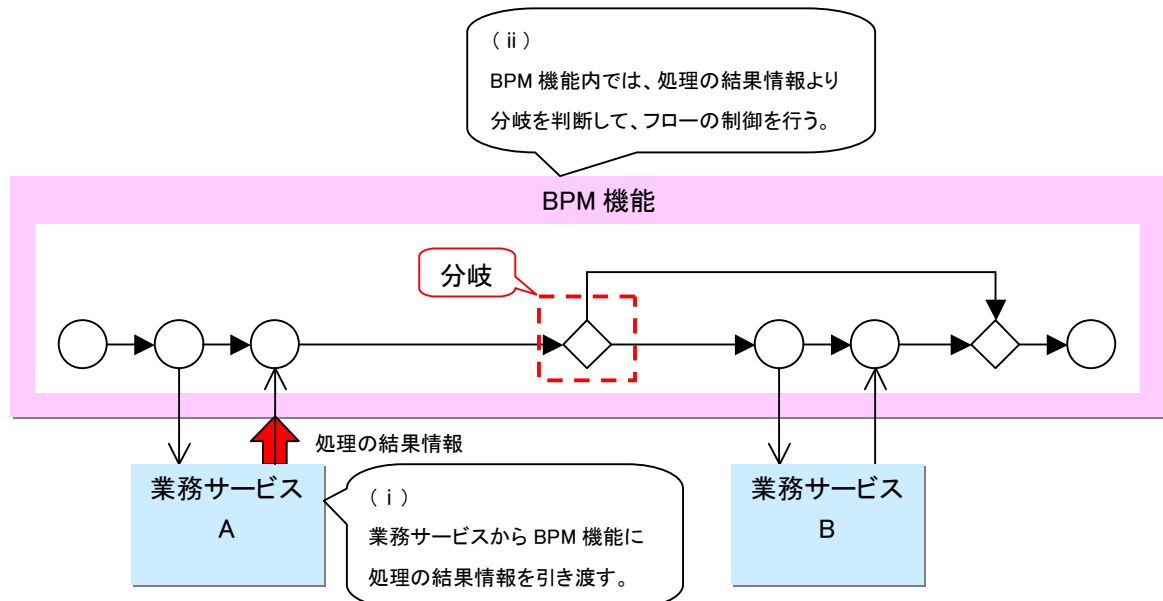 ( ii )
BPM 機能内では、処理の結果情報より
分岐を判断して、フローの制御を行う。
BPM 機能
分岐
処理の結果情報
業務サービス
A
( i )
業務サービスから BPM 機能に
処理の結果情報を引き渡す。
業務サービス
B